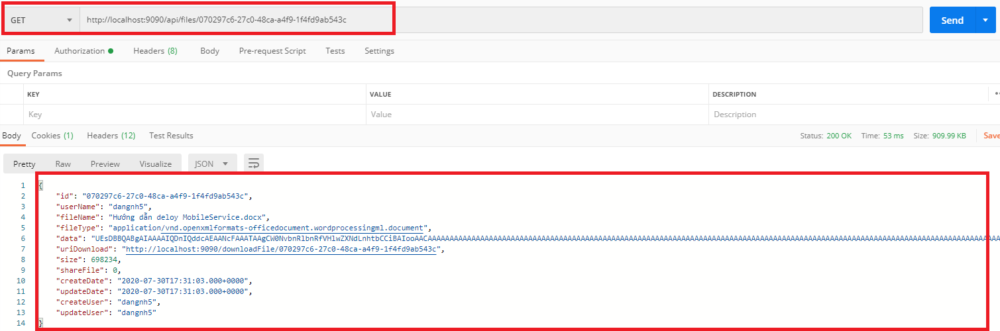 GET http://localhost:9090/api/files/070297c6-27c0-48ca-a4f9-1f4fd9ab543c Send
Params Authorization Headers (8) Body Pre-request Script Tests Settings
Query Params
KEY VALUE DESCRIPTION
Key Value Description
Body Cookies (1) Headers (12) Test Results Status: 200 OK Time: 53 ms Size: 909.99 KB Save
Pretty Raw Preview Visualize JSON
1 {
2 "id": "070297c6-27c0-48ca-a4f9-1f4fd9ab543c",
3 "userName": "dangnh5",
4 "fileName": "Hướng dẫn deloy MobileService.docx",
5 "fileType": "application/vnd.openxmlformats-officedocument.wordprocessingml.document",
6 "data":
7 "uriDownload": "http://localhost:9090/downloadFile/070297c6-27c0-48ca-a4f9-1f4fd9ab543c",
8 "size": 698234,
9 "shareFile": 0,
10 "createDate": "2020-07-30T17:31:03.000+0000",
11 "updateDate": "2020-07-30T17:31:03.000+0000",
12 "createUser": "dangnh5",
13 "updateUser": "dangnh5"
14 }